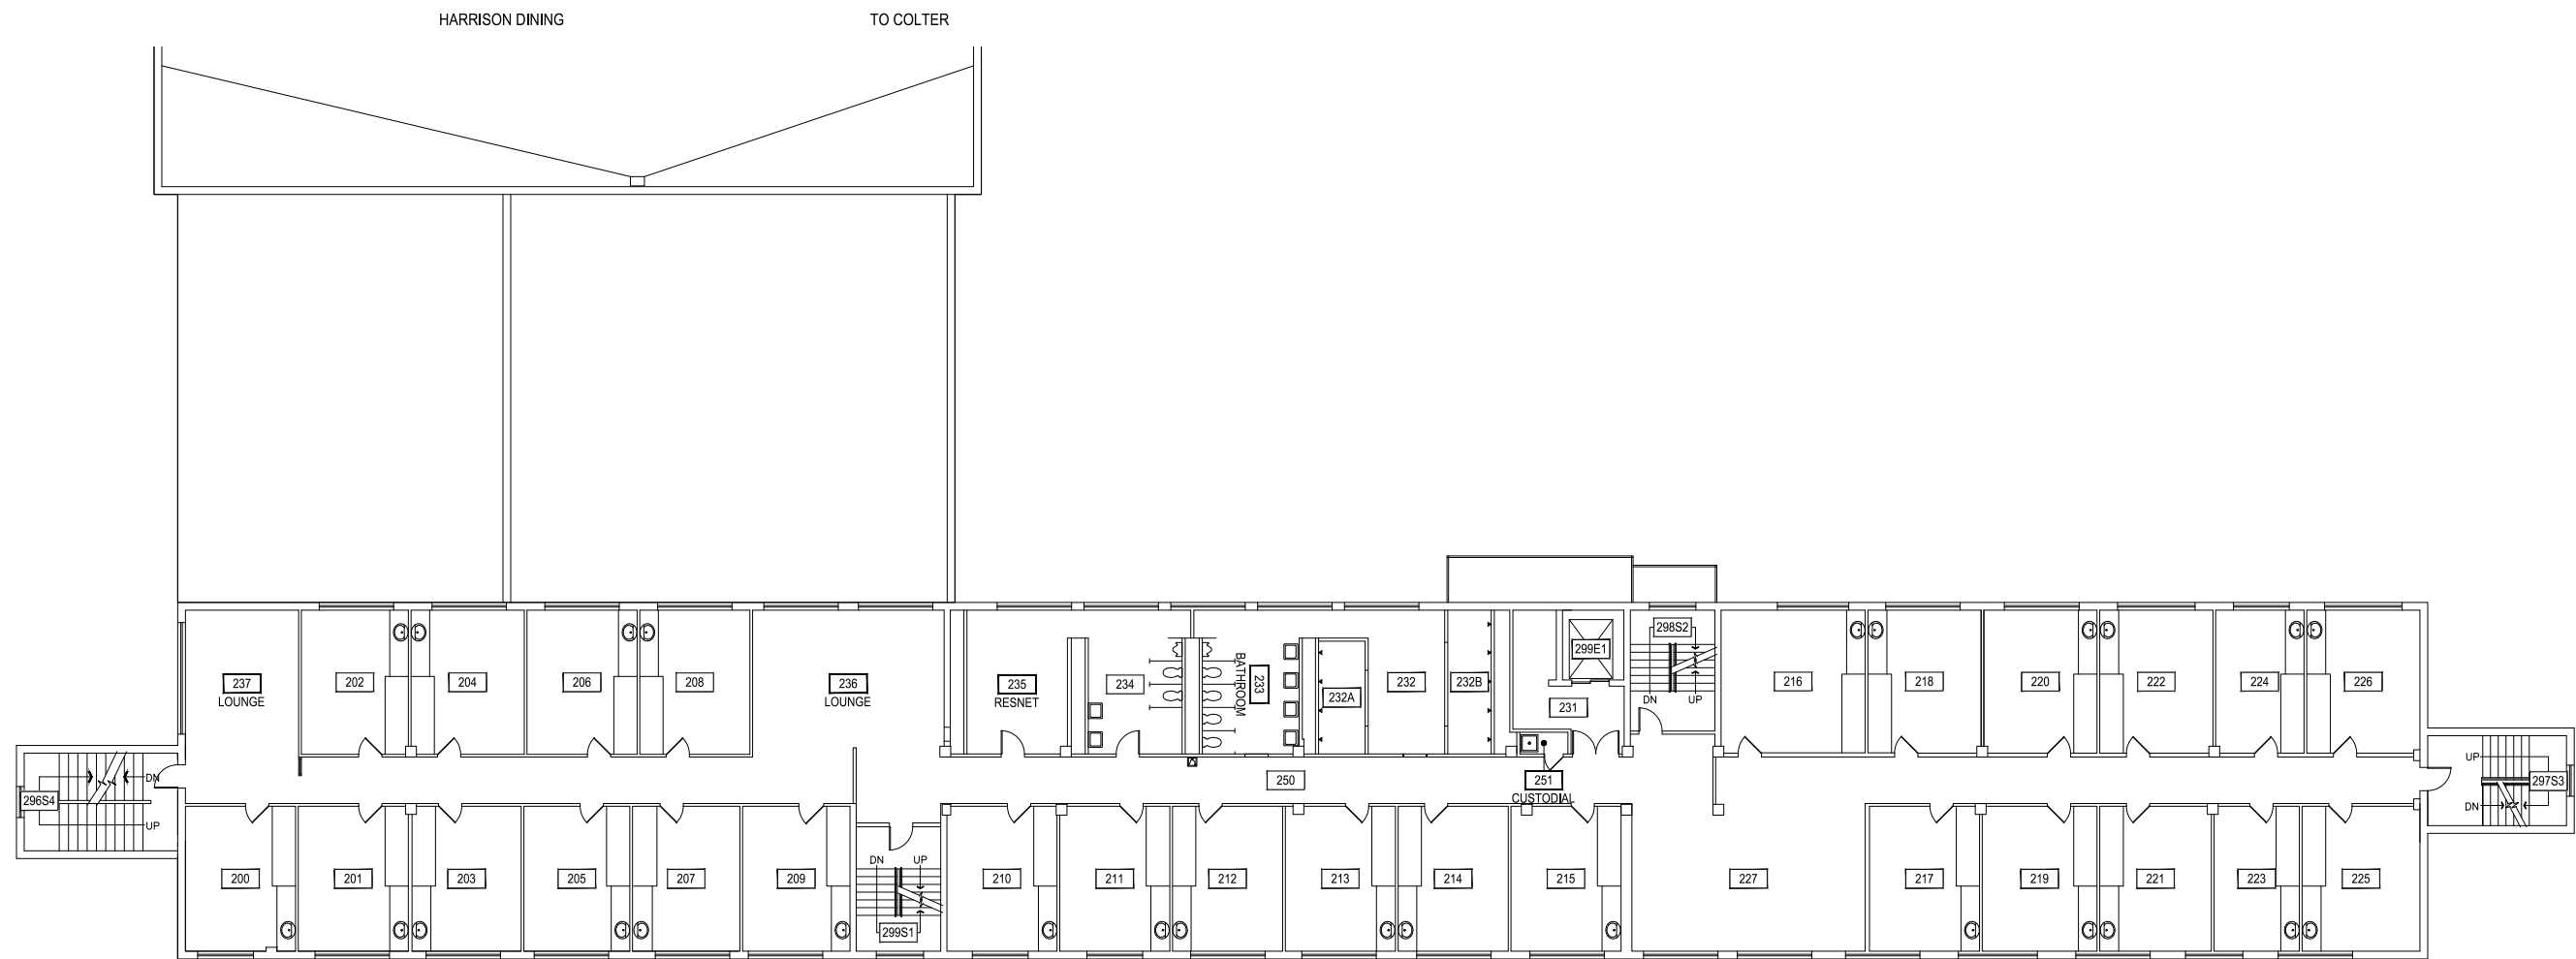 HARRISON DINING TO COLTER
237
LOUNGE
202
204
206
208
236
LOUNGE
235
RESNET
234
BATHROOM
233
232A
232
232B
299E1
231
298S2
DN UP
216
218
220
222
224
226
296S4
DN
UP
250
251
CUSTODIAL
UP
297S3
DN
200
201
203
205
207
209
DN UP
299S1
210
211
212
213
214
215
227
217
219
221
223
225